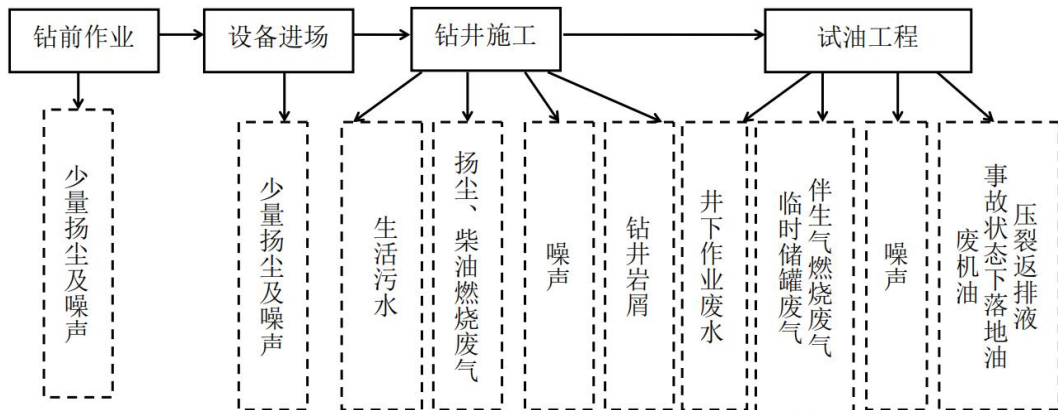 钻前作业
设备进场
钻井施工
试油工程
少量扬尘及噪声
少量扬尘及噪声
生活污水
扬尘、柴油燃烧废气
噪声
钻井岩屑
井下作业废水
伴生气燃烧废气
临时储罐废气
噪声
压裂返排液
事故状态下落地油
废机油